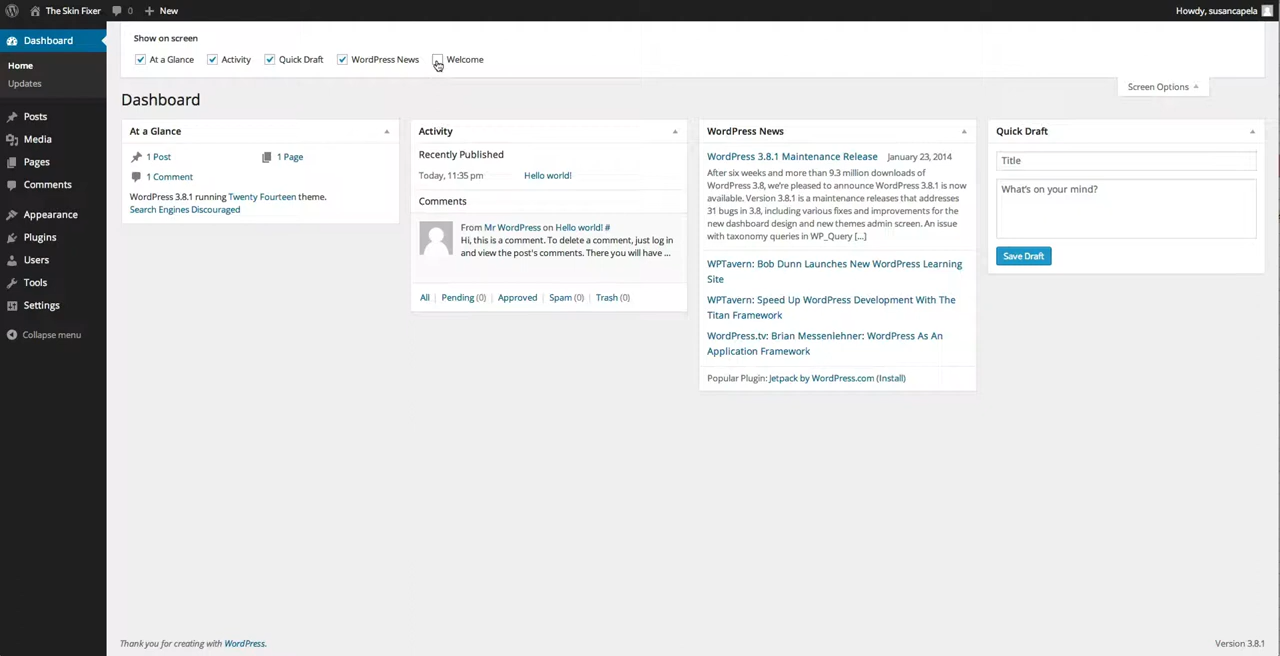 The Skin Fixer 0 New Howdy, susancapela
Dashboard
Home
Updates
Posts
Media
Pages
Comments
Appearance
Plugins
Users
Tools
Settings
Collapse menu
Show on screen
At a Glance Activity Quick Draft WordPress News Welcome
Screen Options
Dashboard
At a Glance
1 Post 1 Page
1 Comment
WordPress 3.8.1 running Twenty Fourteen theme.
Search Engines Discouraged
Activity
Recently Published
Today, 11:35 pm Hello world!
Comments
From Mr WordPress on Hello world! #
Hi, this is a comment. To delete a comment, just log in
and view the post's comments. There you will have ...
All | Pending (0) | Approved | Spam (0) | Trash (0)
WordPress News
WordPress 3.8.1 Maintenance Release January 23, 2014
After six weeks and more than 9.3 million downloads of
WordPress 3.8, we're pleased to announce WordPress 3.8.1 is now
available. Version 3.8.1 is a maintenance releases that addresses
31 bugs in 3.8, including various fixes and improvements for the
new dashboard design and new themes admin screen. An issue
with taxonomy queries in WP_Query [...]
WPTavern: Bob Dunn Launches New WordPress Learning
Site
WPTavern: Speed Up WordPress Development With The
Titan Framework
WordPress.tv: Brian Messenlehner: WordPress As An
Application Framework
Popular Plugin: Jetpack by WordPress.com (Install)
Quick Draft
Title
What's on your mind?
Save Draft
Thank you for creating with WordPress.
Version 3.8.1